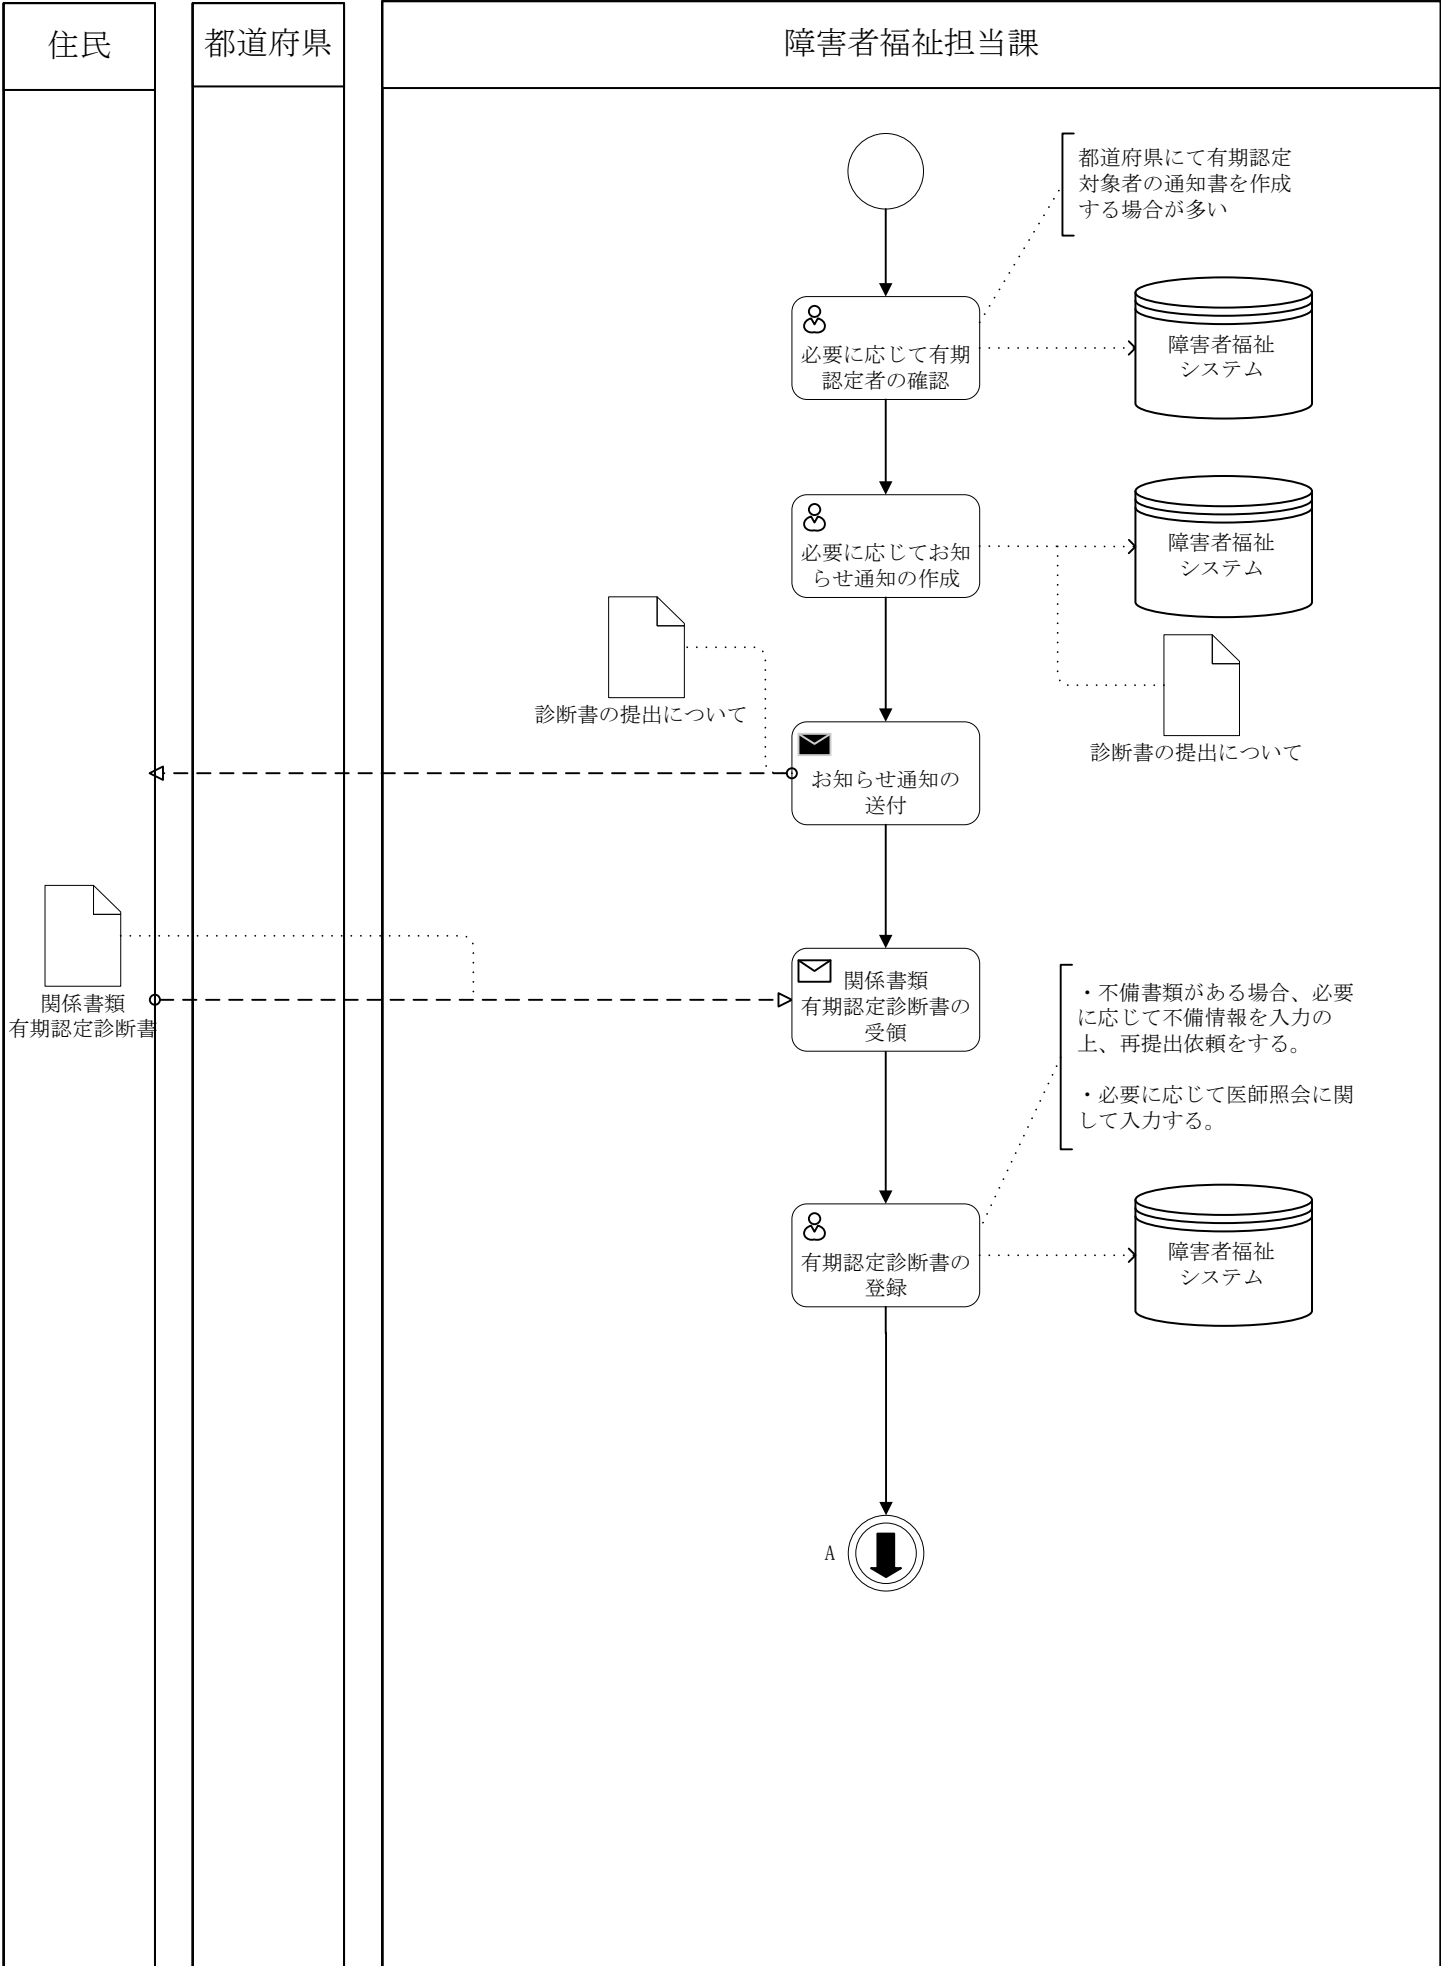 住民
都道府県
障害者福祉担当課
都道府県にて有期認定
対象者の通知書を作成
する場合が多い
必要に応じて有期
認定者の確認
障害者福祉
システム
必要に応じてお知
らせ通知の作成
障害者福祉
システム
診断書の提出について
診断書の提出について
お知らせ通知の
送付
関係書類
有期認定診断書
関係書類
有期認定診断書の
受領
・不備書類がある場合、必要
に応じて不備情報を入力の
上、再提出依頼をする。
・必要に応じて医師照会に関
して入力する。
有期認定診断書の
登録
障害者福祉
システム
A